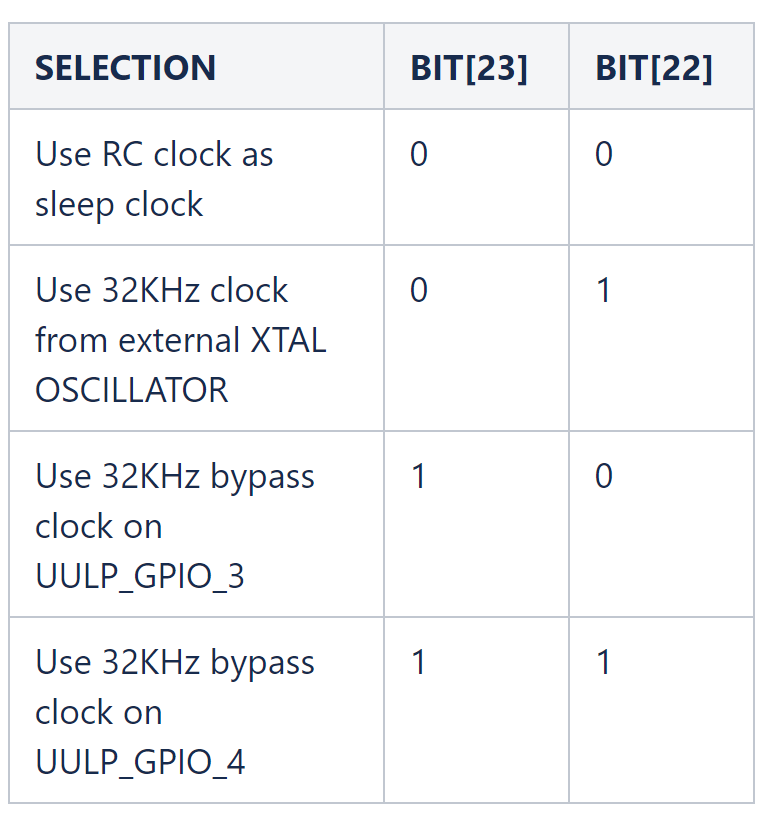 SELECTION BIT[23] BIT[22]
Use RC clock as 0 0
sleep clock
Use 32KHz clock 0 1
from external XTAL
OSCILLATOR
Use 32KHz bypass 1 0
clock on
UULP_GPIO_3
Use 32KHz bypass 1 1
clock on
UULP_GPIO_4